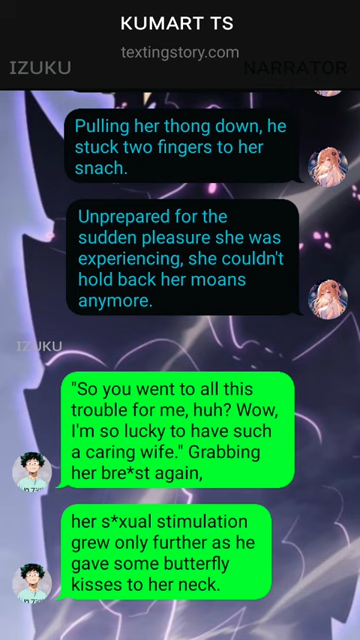 KUMART TS
textingstory.com
IZUKU
NARRATOR
Pulling her thong down, he
stuck two fingers to her
snach.
Unprepared for the
sudden pleasure she was
experiencing, she couldn't
hold back her moans
anymore.
IZUKU
"So you went to all this
trouble for me, huh? Wow,
I'm so lucky to have such
a caring wife." Grabbing
her bre*st again,
her s*xual stimulation
grew only further as he
gave some butterfly
kisses to her neck.